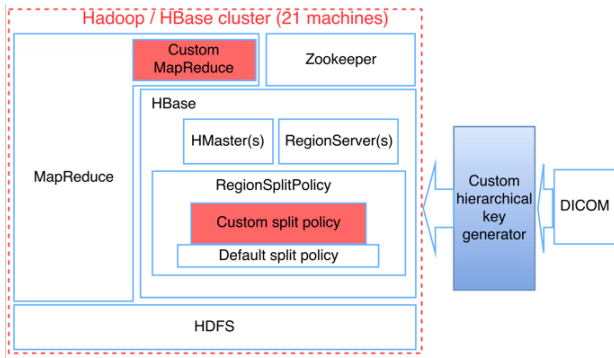 Hadoop / HBase cluster (21 machines)
Custom
MapReduce
Zookeeper
HBase
HMaster(s)
RegionServer(s)
MapReduce
RegionSplitPolicy
Custom split policy
Default split policy
HDFS
Custom
hierarchical
key
generator
DICOM